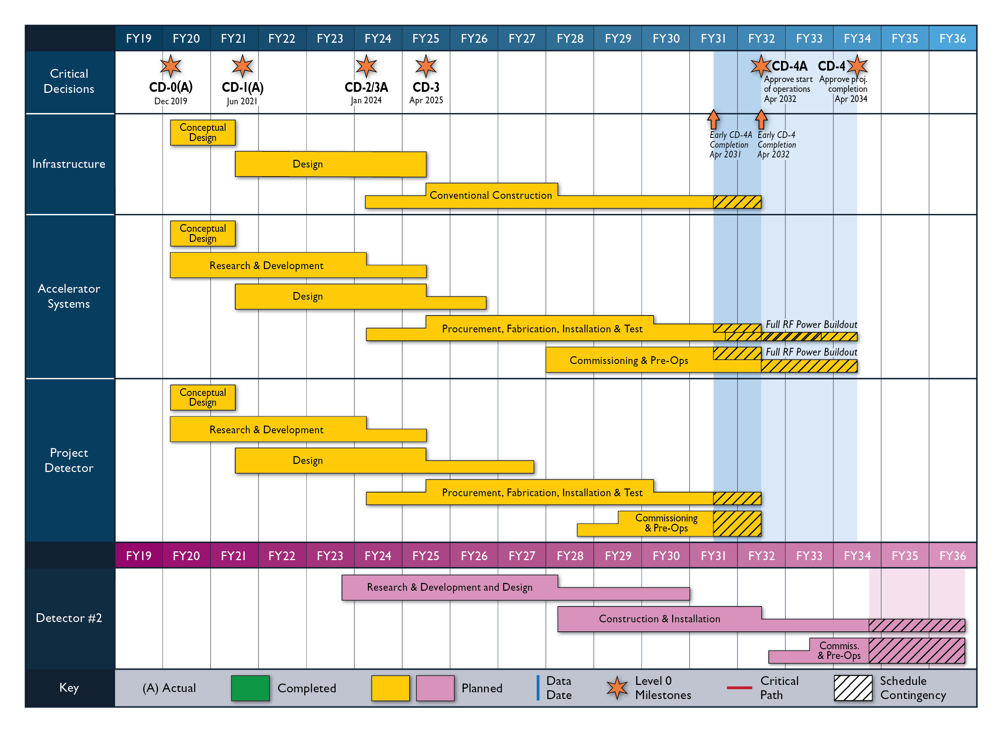 FY19 FY20 FY21 FY22 FY23 FY24 FY25 FY26 FY27 FY28 FY29 FY30 FY31 FY32 FY33 FY34 FY35 FY36
Critical
Decisions
CD-0(A)
Dec 2019
CD-1(A)
Jun 2021
CD-2/3A
Jan 2024
CD-3
Apr 2025
CD-4A
Approve start
of operations
Apr 2032
CD-4
Approve proj.
completion
Apr 2034
Infrastructure
Early CD-4A
Completion
Apr 2031
Early CD-4
Completion
Apr 2032
Conceptual
Design
Design
Conventional Construction
Accelerator
Systems
Conceptual
Design
Research & Development
Design
Procurement, Fabrication, Installation & Test
Full RF Power Buildout
Commissioning & Pre-Ops
Full RF Power Buildout
Project
Detector
Conceptual
Design
Research & Development
Design
Procurement, Fabrication, Installation & Test
Commissioning
& Pre-Ops
FY19 FY20 FY21 FY22 FY23 FY24 FY25 FY26 FY27 FY28 FY29 FY30 FY31 FY32 FY33 FY34 FY35 FY36
Detector #2
Research & Development and Design
Construction & Installation
Commiss.
& Pre-Ops
Key
(A) Actual
Completed
Planned
Data
Date
Level 0
Milestones
Critical
Path
Schedule
Contingency